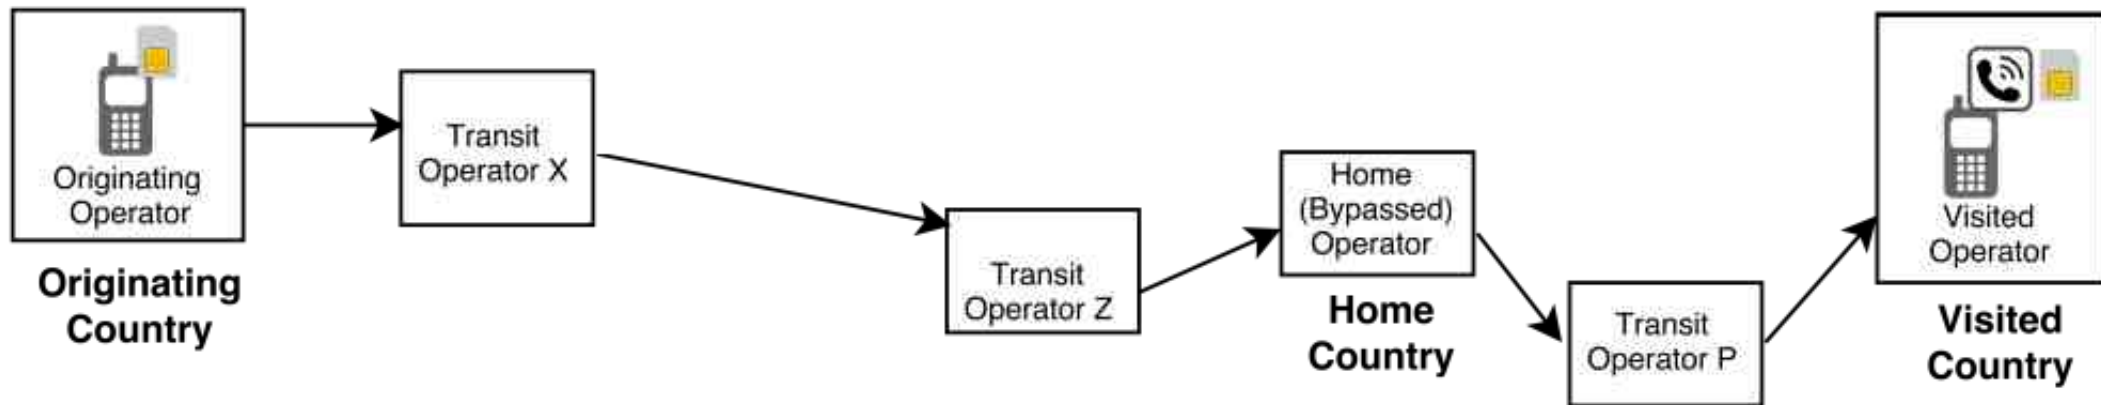 Originating
Operator
Originating
Country
Transit
Operator X
Transit
Operator Z
Home
(Bypassed)
Operator
Home
Country
Transit
Operator P
Visited
Operator
Visited
Country